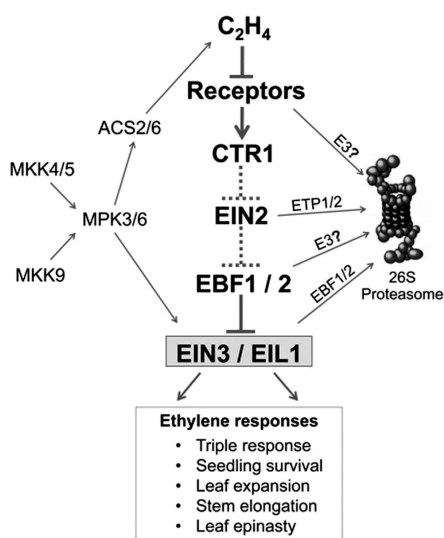 C₂H₄
Receptors
ACS2/6
CTR1
E3?
MKK4/5
MPK3/6
EIN2
ETP1/2
MKK9
E3?
EBF1 / 2
EBF1/2
26S
Proteasome
EIN3 / EIL1
Ethylene responses
• Triple response
• Seedling survival
• Leaf expansion
• Stem elongation
• Leaf epinasty